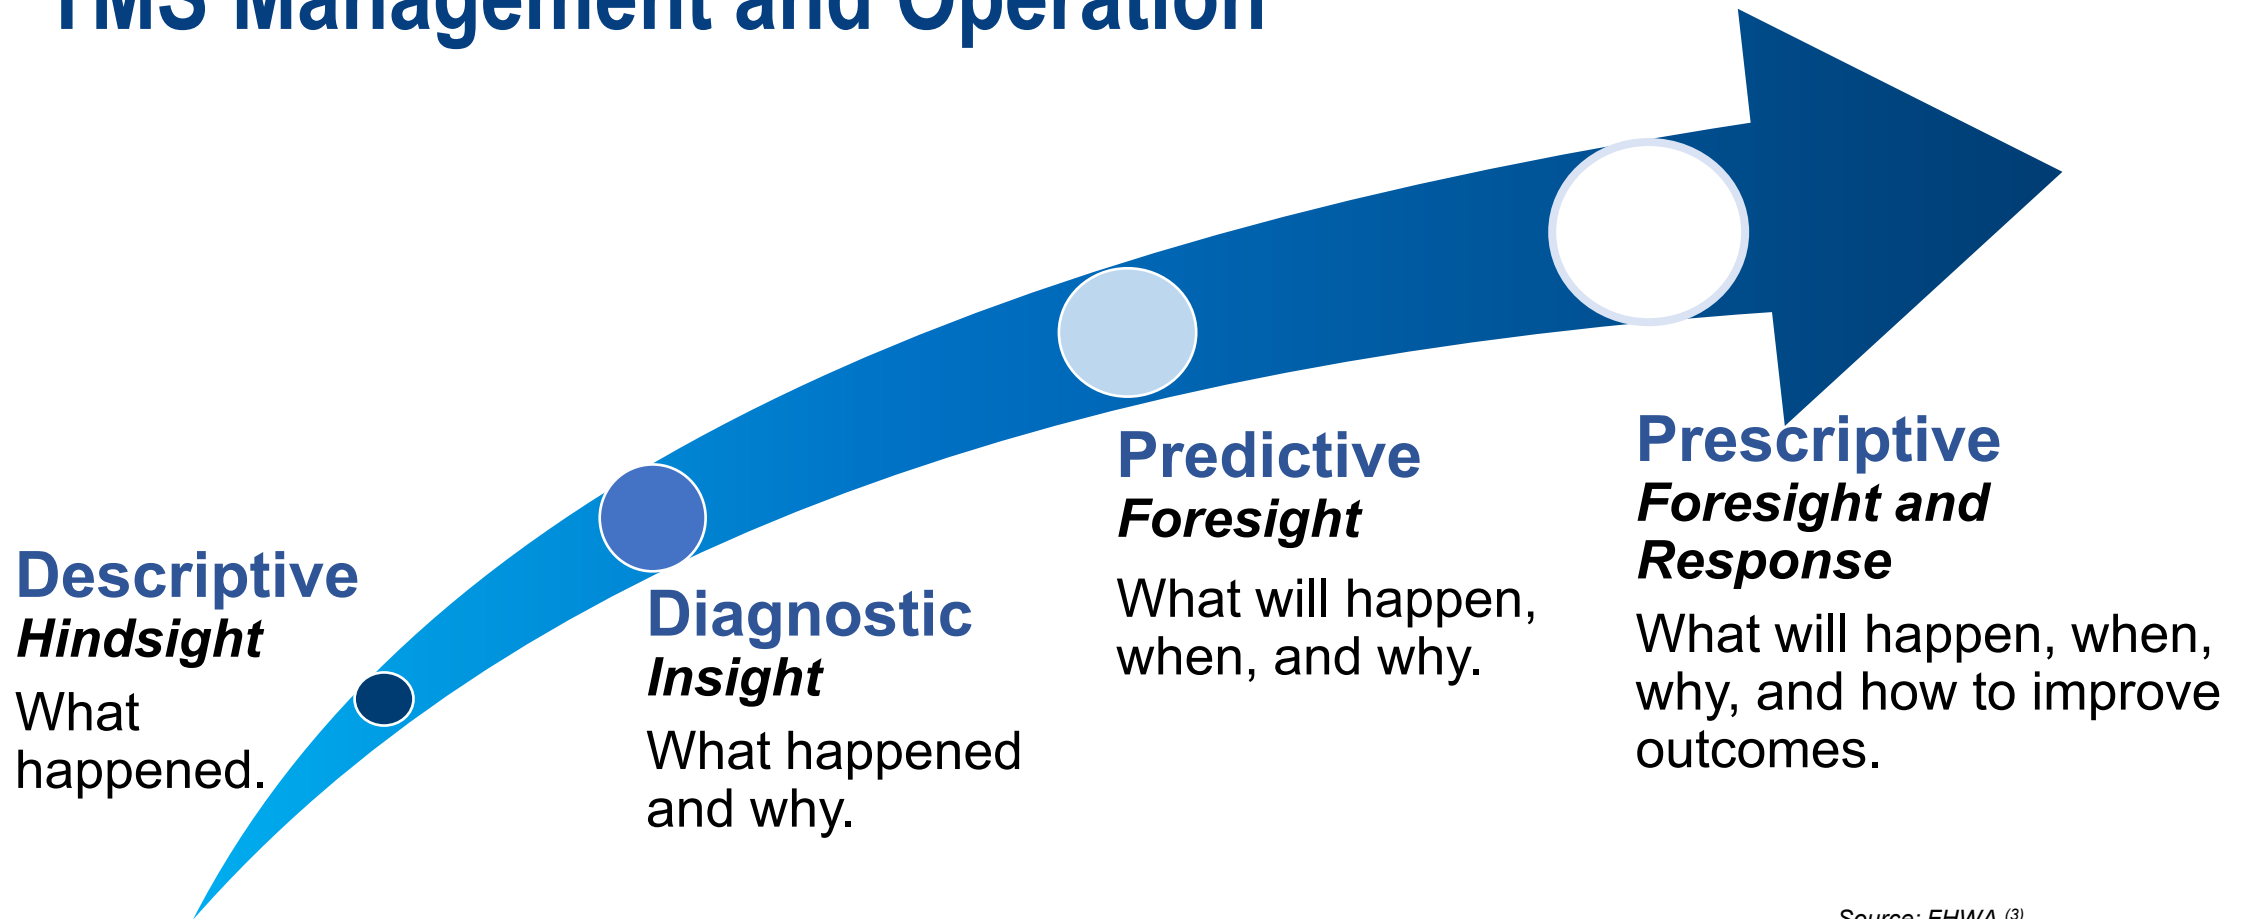 TMS Management and Operation
Descriptive
Hindsight
What
happened.
Diagnostic
Insight
What happened
and why.
Predictive
Foresight
What will happen,
when, and why.
Prescriptive
Foresight and
Response
What will happen, when,
why, and how to improve
outcomes.
Source: FHWA (3)